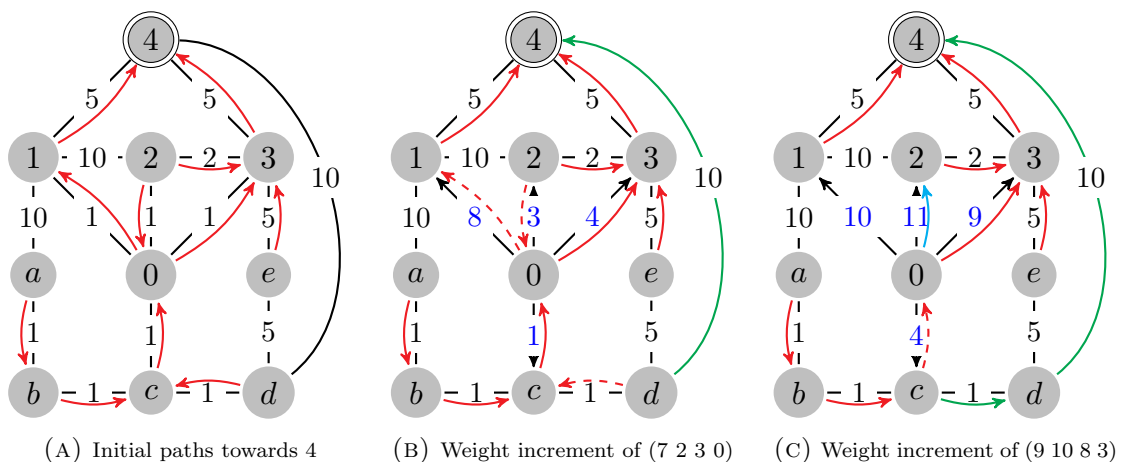 4 4 4
5 5 5 5 5 5
1 10 2 2 3 10 1 10 2 2 3 10 1 10 2 2 3 10
10 1 1 1 5 10 8 3 4 5 10 10 11 9 5
a 0 e a 0 e a 0 e
1 1 5 1 1 5 1 4 5
b 1 c 1 d b 1 c 1 d b 1 c 1 d
(A) Initial paths towards 4 (B) Weight increment of (7 2 3 0) (C) Weight increment of (9 10 8 3)